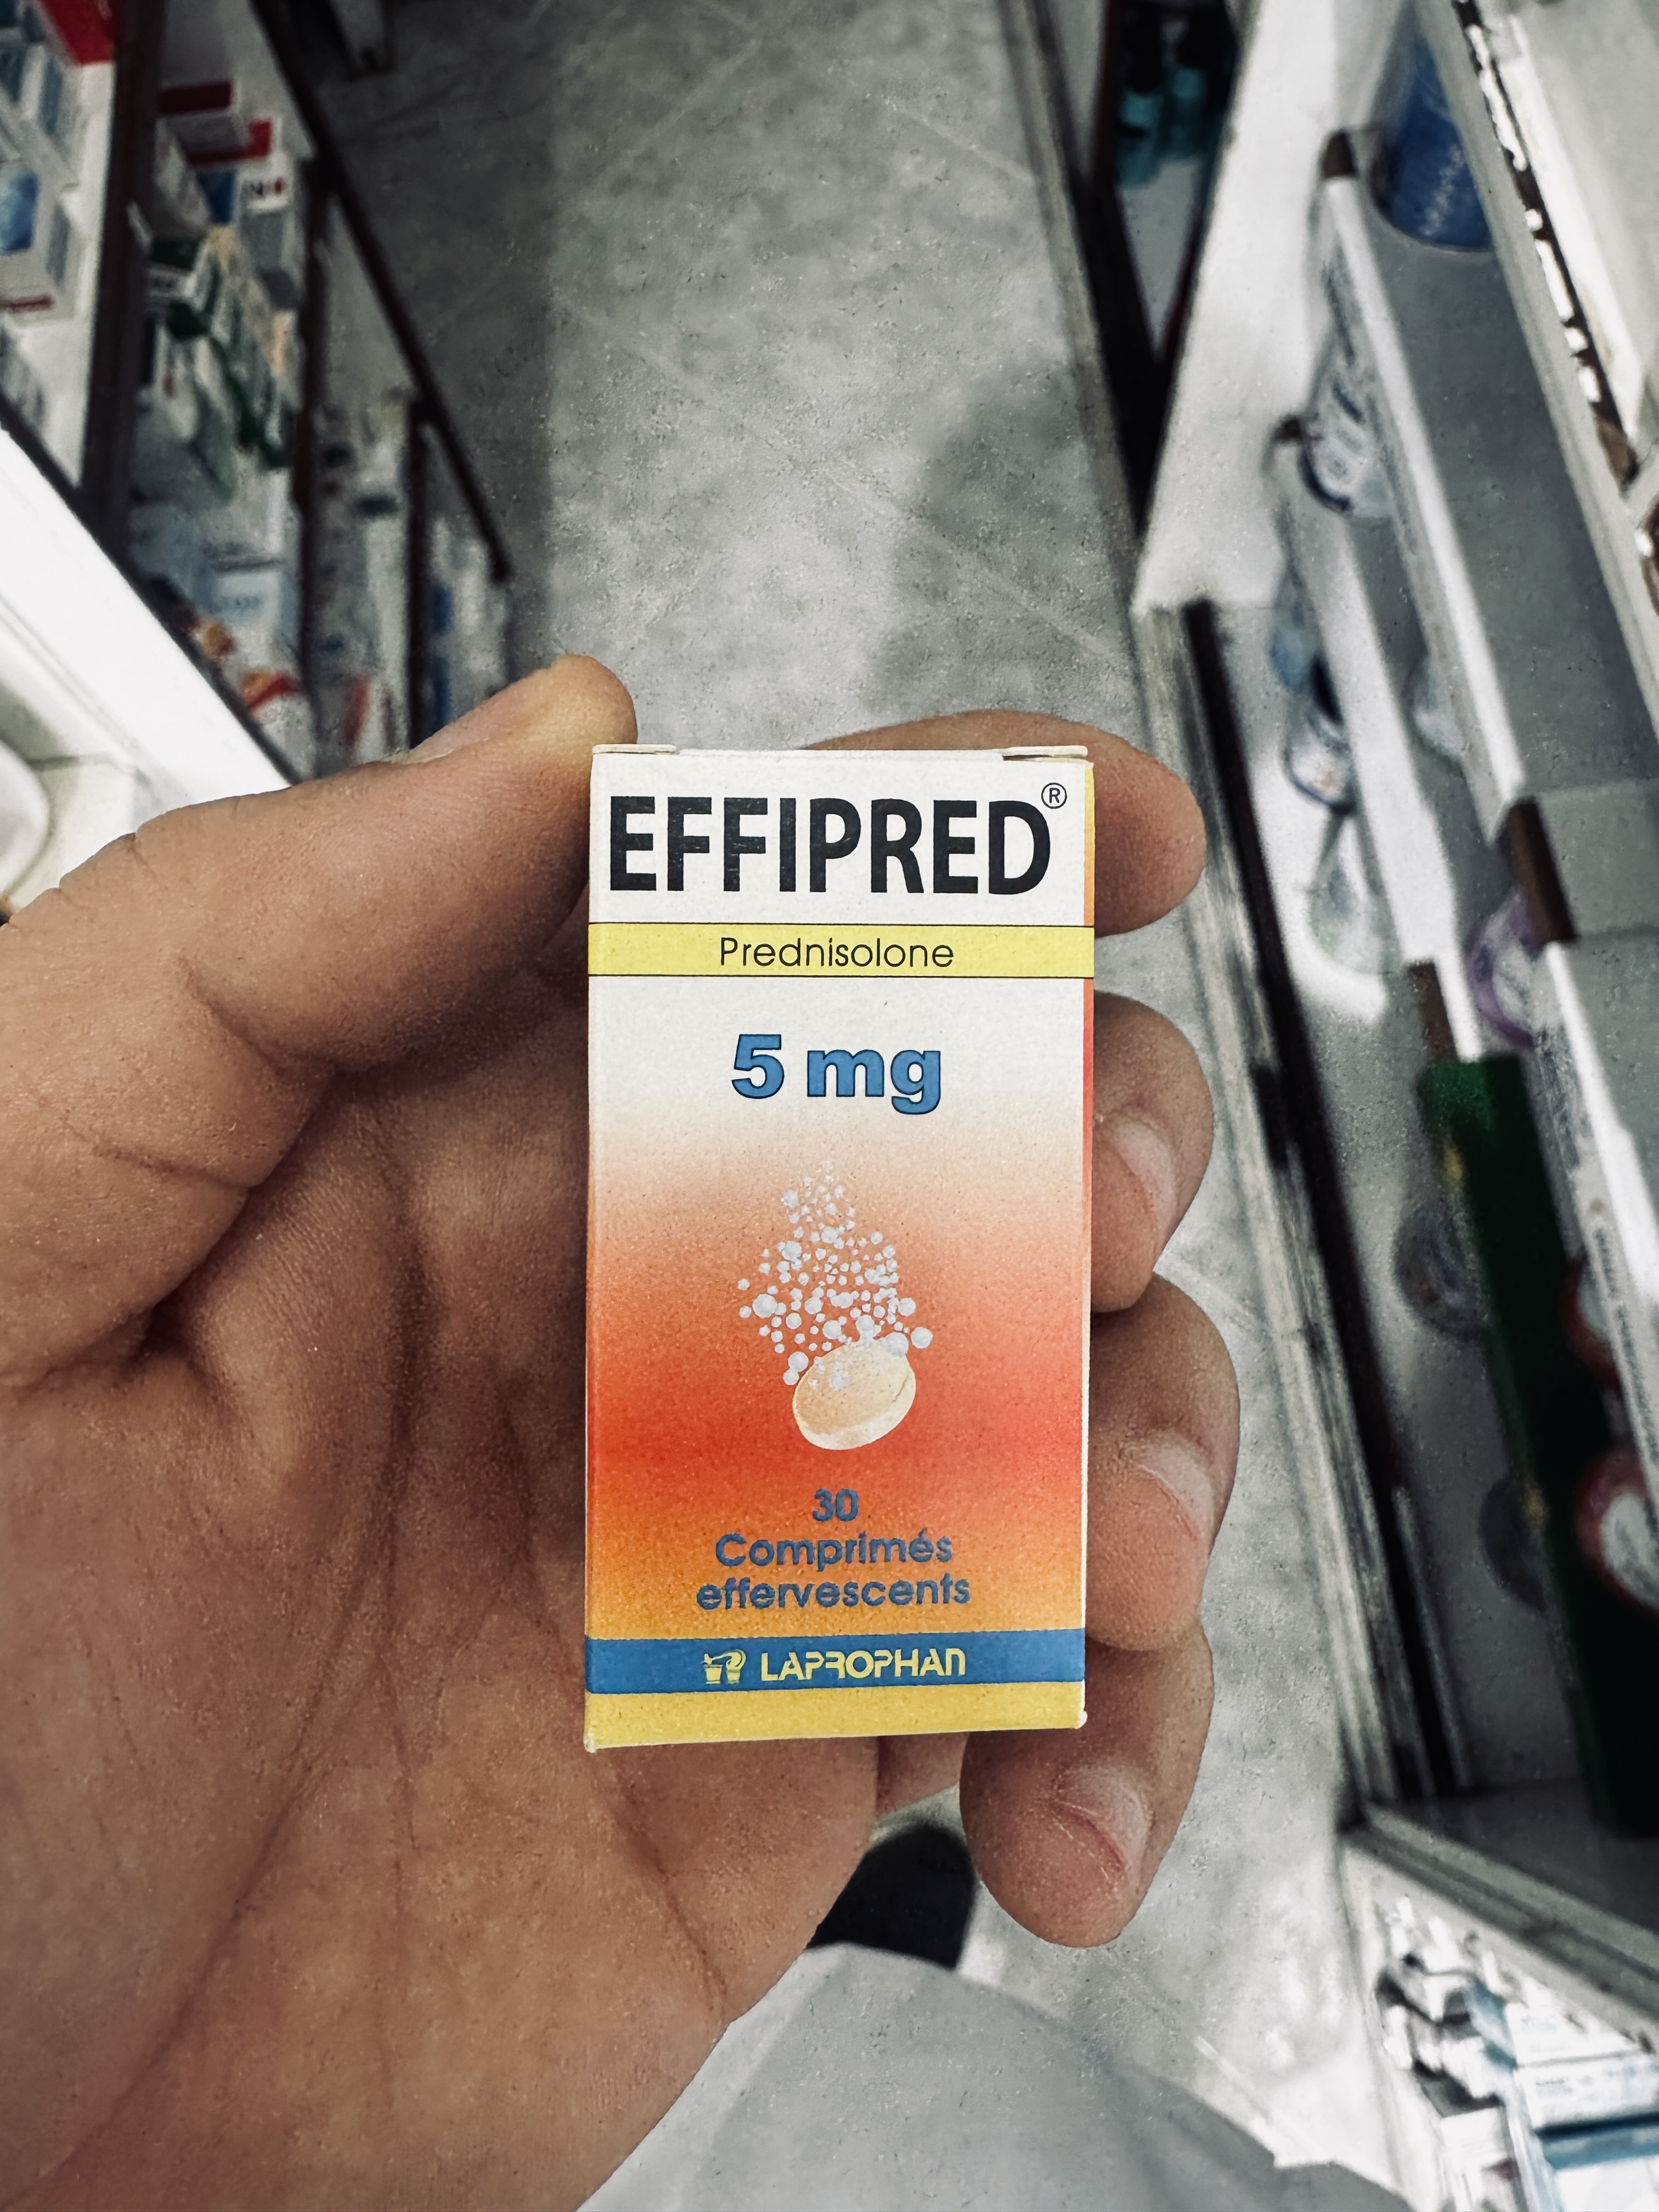 EFFIPRED®
Prednisolone
5 mg
30
Comprimés
effervescents
LAPROPHAN